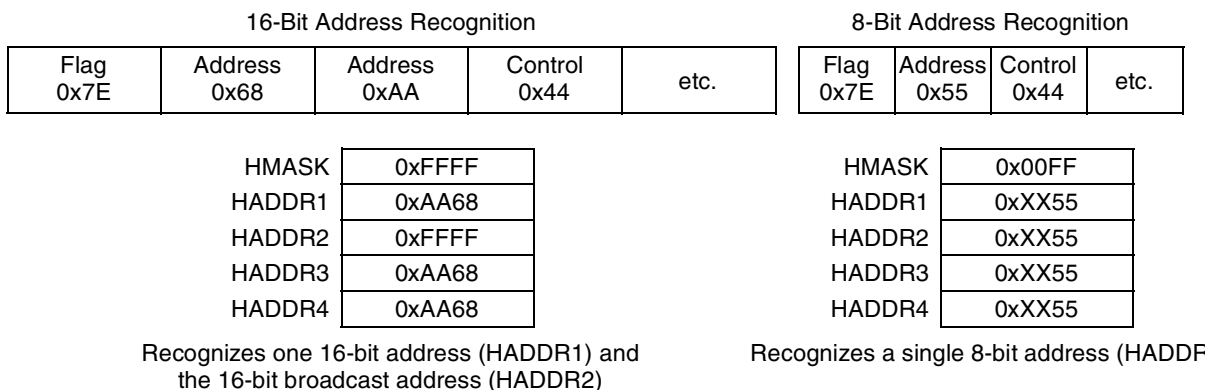 16-Bit Address Recognition
Flag 0x7E Address 0x68 Address 0xAA Control 0x44 etc.
HMASK 0xFFFF
HADDR1 0xAA68
HADDR2 0xFFFF
HADDR3 0xAA68
HADDR4 0xAA68
Recognizes one 16-bit address (HADDR1) and
the 16-bit broadcast address (HADDR2)
8-Bit Address Recognition
Flag 0x7E Address 0x55 Control 0x44 etc.
HMASK 0x00FF
HADDR1 0xXX55
HADDR2 0xXX55
HADDR3 0xXX55
HADDR4 0xXX55
Recognizes a single 8-bit address (HADDR